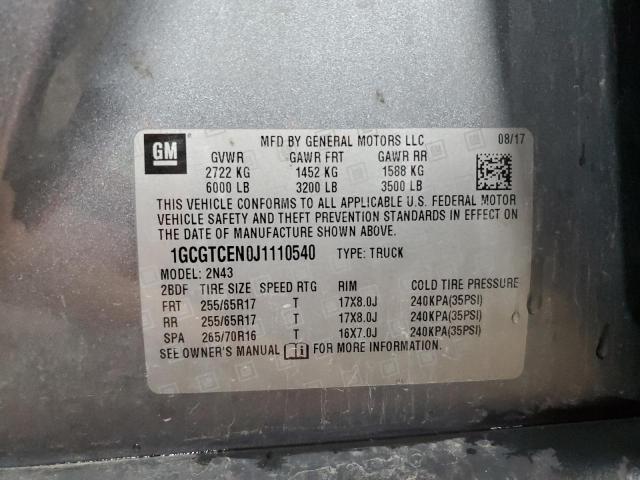 GM
MFD BY GENERAL MOTORS LLC 08/17
GVWR GAWR FRT GAWR RR
2722 KG 1452 KG 1588 KG
6000 LB 3200 LB 3500 LB
THIS VEHICLE CONFORMS TO ALL APPLICABLE U.S. FEDERAL MOTOR
VEHICLE SAFETY AND THEFT PREVENTION STANDARDS IN EFFECT ON
THE DATE OF MANUFACTURE SHOWN ABOVE.
1GCGTCEN0J1110540 TYPE: TRUCK
MODEL: 2N43
2BDF TIRE SIZE SPEED RTG RIM COLD TIRE PRESSURE
FRT 255/65R17 T 17X8.0J 240KPA(35PSI)
RR 255/65R17 T 17X8.0J 240KPA(35PSI)
SPA 265/70R16 T 16X7.0J 240KPA(35PSI)
SEE OWNER'S MANUAL FOR MORE INFORMATION.